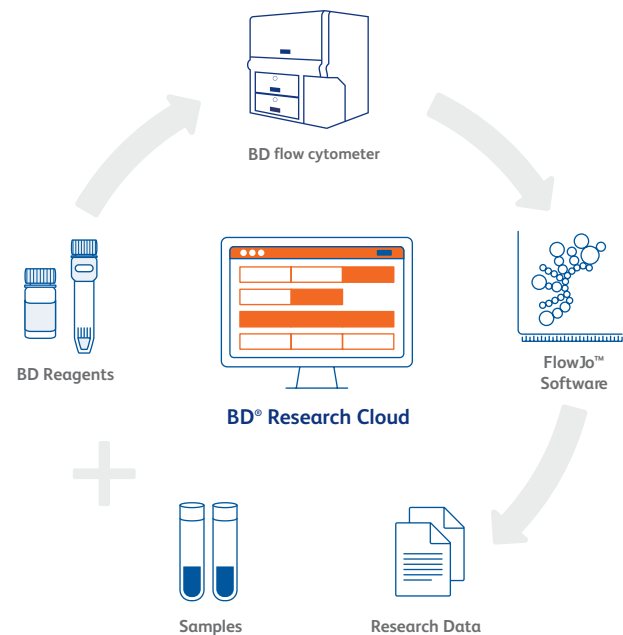 BD flow cytometer
BD Reagents
BD® Research Cloud
FlowJo™
Software
Samples
Research Data